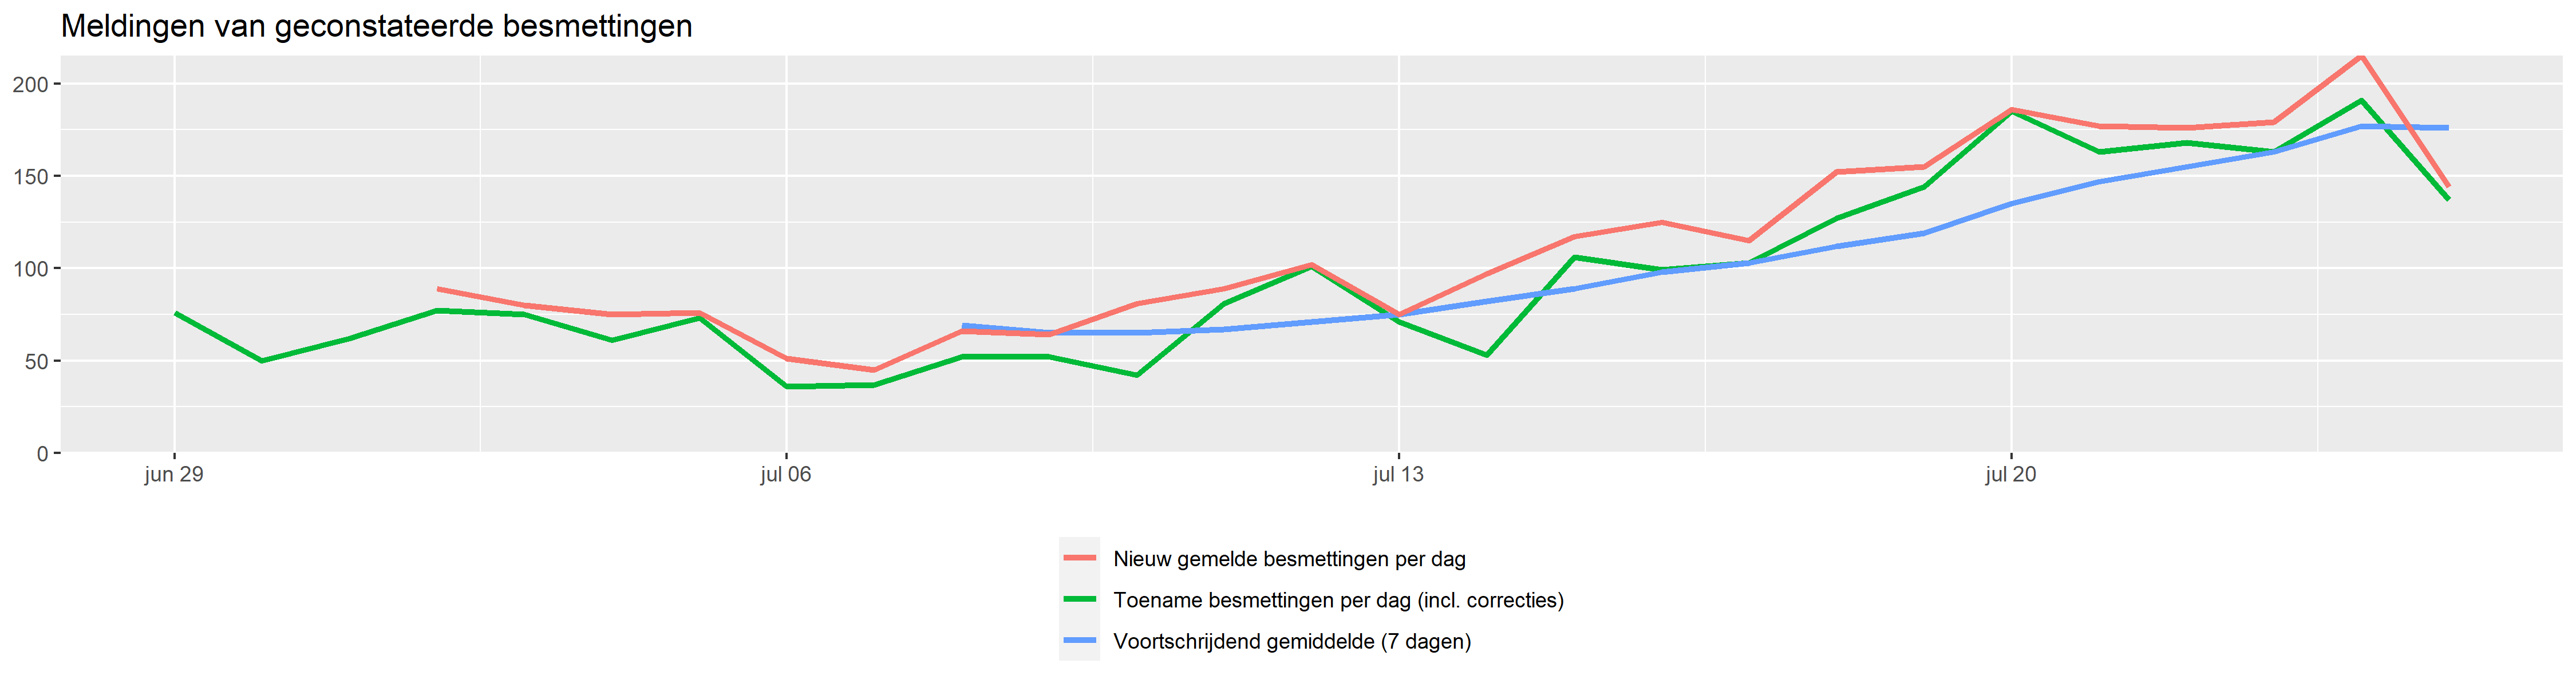 Meldingen van geconstateerde besmettingen
200
150
100
50
0
jun 29
jul 06
jul 13
jul 20
Nieuw gemelde besmettingen per dag
Toename besmettingen per dag (incl. correcties)
Voortschrijdend gemiddelde (7 dagen)